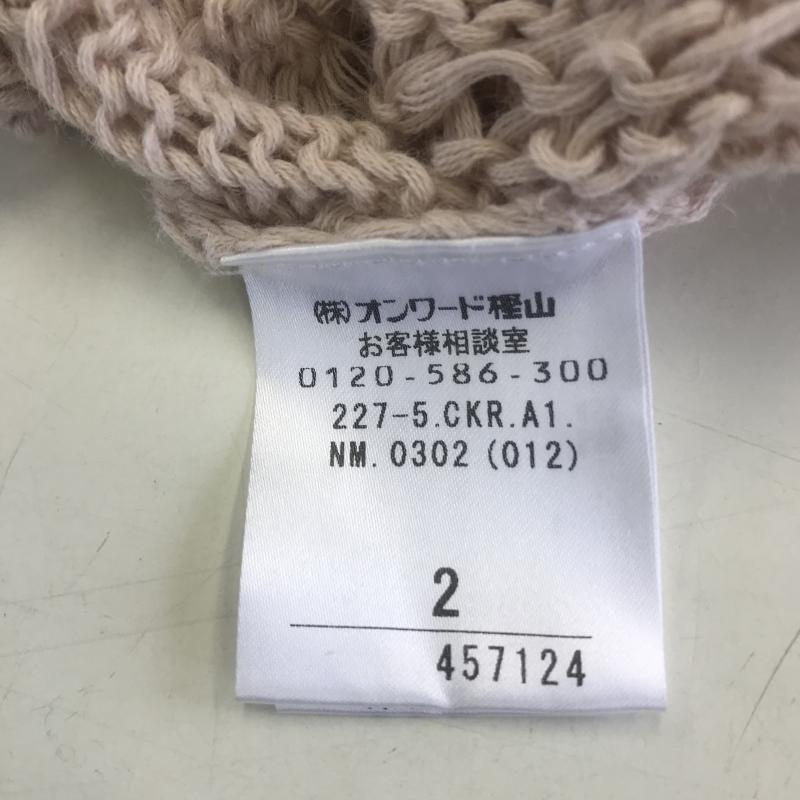 (株)オンワード樫山
お客様相談室
0120-586-300
227-5.CKR.A1.
NM.0302(012)
2
457124